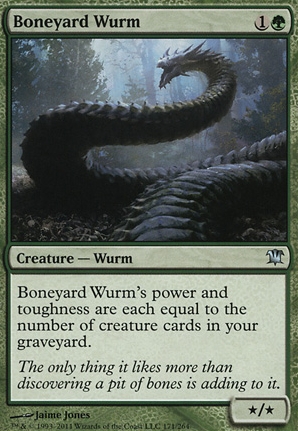 Boneyard Wurm 1
Creature — Wurm
Boneyard Wurm's power and
toughness are each equal to the
number of creature cards in your
graveyard.
The only thing it likes more than
discovering a pit of bones is adding to it.
Jaime Jones
™ & © 1993–2011 Wizards of the Coast LLC 171/264
*/*